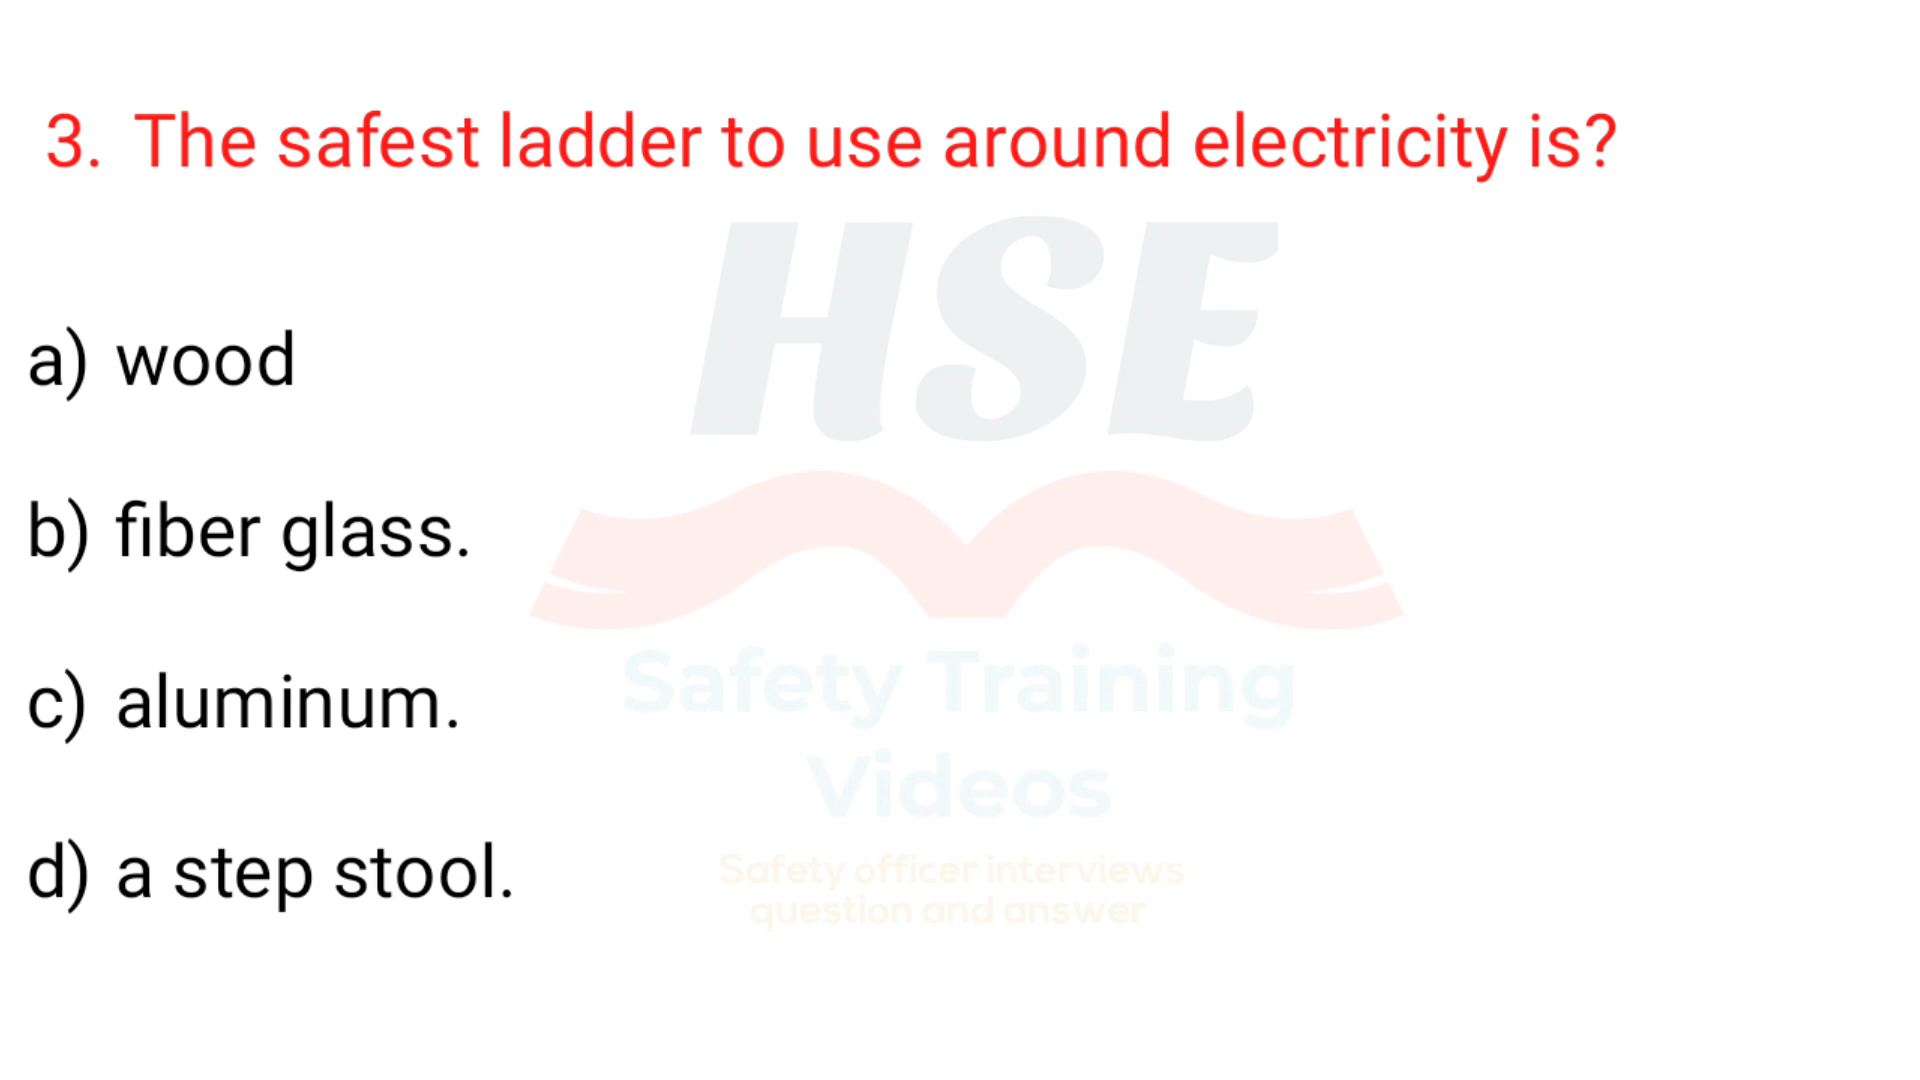 3. The safest ladder to use around electricity is?
HSE
a) wood
b) fiber glass.
c) aluminum.
Safety Training
Videos
d) a step stool.
Safety officer interviews
question and answer